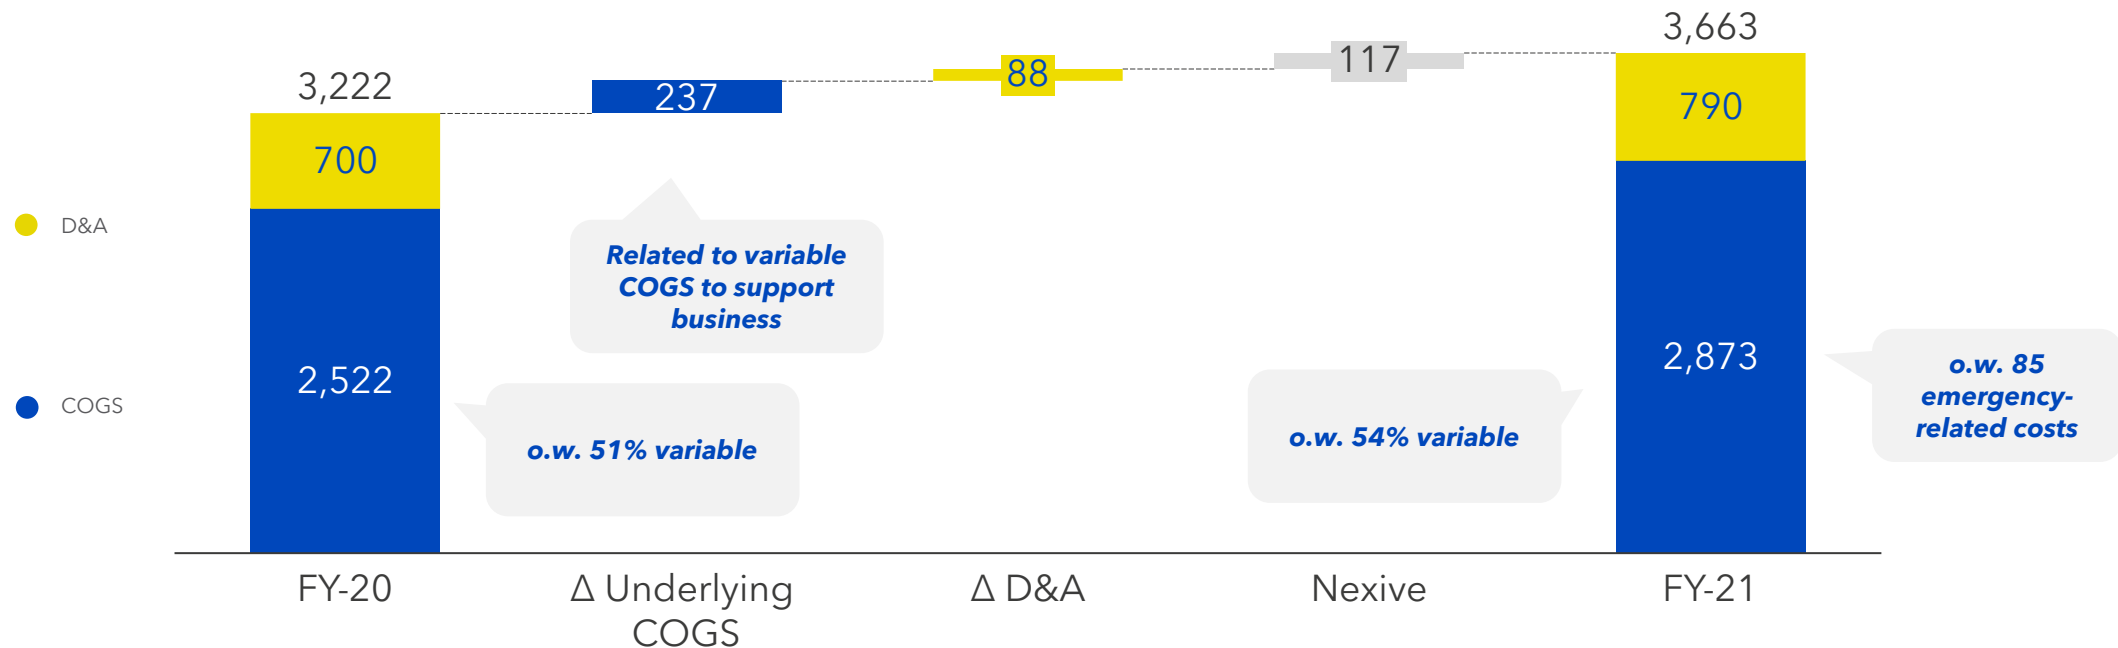 3,222
700
2,522
237
88
117
3,663
790
2,873
D&A
COGS
Related to variable
COGS to support
business
o.w. 51% variable
o.w. 54% variable
o.w. 85
emergency-
related costs
FY-20
Δ Underlying
COGS
Δ D&A
Nexive
FY-21